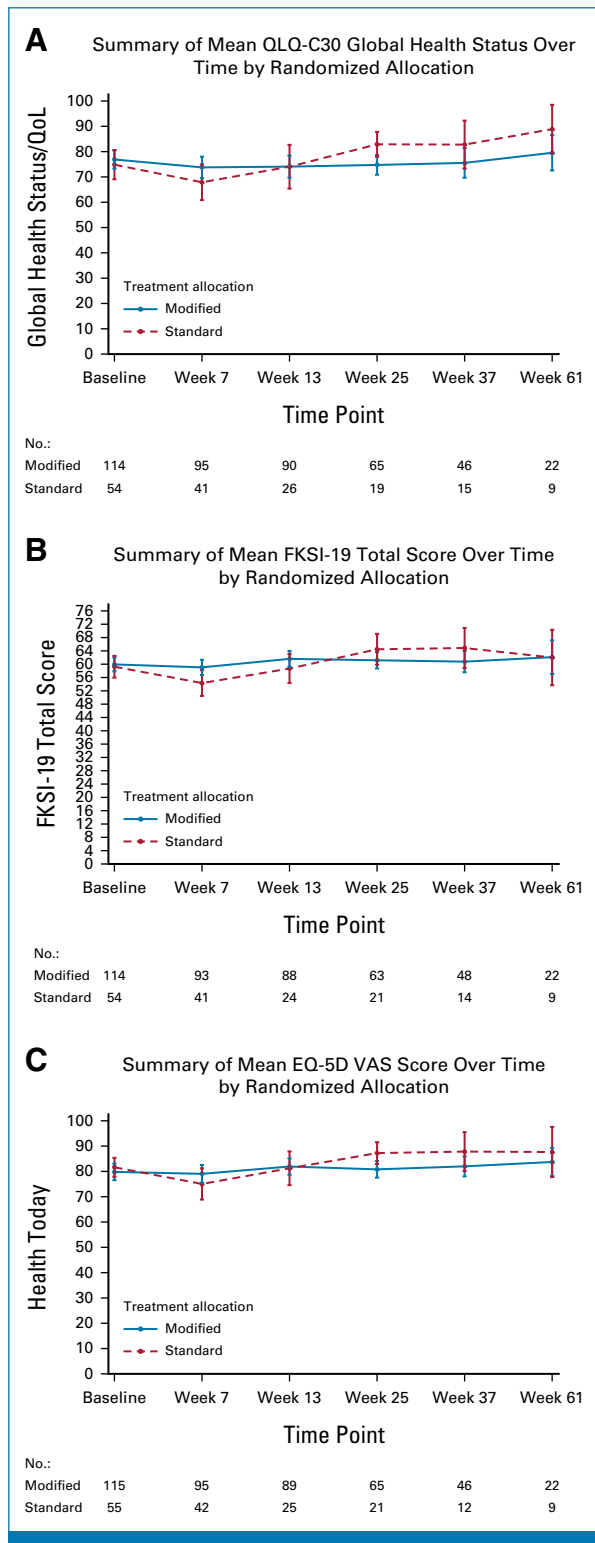 A
Summary of Mean QLQ-C30 Global Health Status Over
Time by Randomized Allocation
Global Health Status/QoL
100
90
80
70
60
50
40
30
20
10
0
Treatment allocation
Modified
Standard
Baseline Week 7 Week 13 Week 25 Week 37 Week 61
Time Point
No.:
Modified 114 95 90 65 46 22
Standard 54 41 26 19 15 9
B
Summary of Mean FKSI-19 Total Score Over Time
by Randomized Allocation
FKSI-19 Total Score
76
72
68
64
60
56
52
48
44
40
36
32
28
24
20
16
12
8
4
0
Treatment allocation
Modified
Standard
Baseline Week 7 Week 13 Week 25 Week 37 Week 61
Time Point
No.:
Modified 114 93 88 63 48 22
Standard 54 41 24 21 14 9
C
Summary of Mean EQ-5D VAS Score Over Time
by Randomized Allocation
Health Today
100
90
80
70
60
50
40
30
20
10
0
Treatment allocation
Modified
Standard
Baseline Week 7 Week 13 Week 25 Week 37 Week 61
Time Point
No.:
Modified 115 95 89 65 46 22
Standard 55 42 25 21 12 9